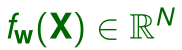 f_w(X) ∈ ℝ^N